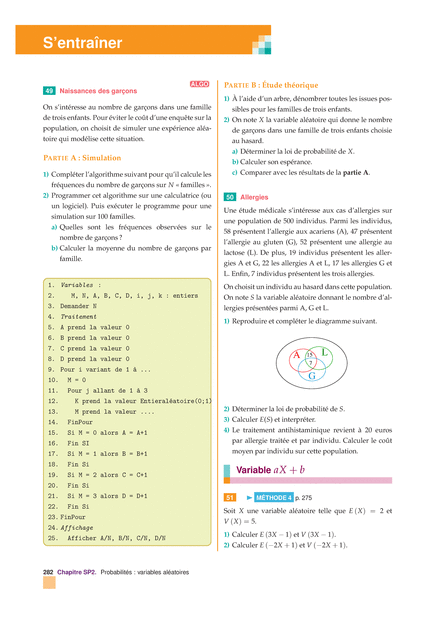 S'entraîner
ALGO
49 Naissances des garçons
On s'intéresse au nombre de garçons dans une famille
de trois enfants. Pour éviter le coût d'une enquête sur la
population, on choisit de simuler une expérience aléa-
toire qui modélise cette situation.
PARTIE A : Simulation
1) Compléter l'algorithme suivant pour qu'il calcule les
fréquences du nombre de garçons sur N « familles ».
2) Programmer cet algorithme sur une calculatrice (ou
un logiciel). Puis exécuter le programme pour une
simulation sur 100 familles.
a) Quelles sont les fréquences observées sur le
nombre de garçons ?
b) Calculer la moyenne du nombre de garçons par
famille.
1. Variables :
2. M, N, A, B, C, D, i, j, k : entiers
3. Demander N
4. Traitement
5. A prend la valeur 0
6. B prend la valeur 0
7. C prend la valeur 0
8. D prend la valeur 0
9. Pour i variant de 1 à ...
10. M = 0
11. Pour j allant de 1 à 3
12. K prend la valeur Entieraléatoire(0;1)
13. M prend la valeur ....
14. FinPour
15. Si M = 0 alors A = A+1
16. Fin SI
17. Si M = 1 alors B = B+1
18. Fin Si
19. Si M = 2 alors C = C+1
20. Fin Si
21. Si M = 3 alors D = D+1
22. Fin Si
23. FinPour
24. Affichage
25. Afficher A/N, B/N, C/N, D/N
PARTIE B : Étude théorique
1) À l'aide d'un arbre, dénombrer toutes les issues pos-
sibles pour les familles de trois enfants.
2) On note X la variable aléatoire qui donne le nombre
de garçons dans une famille de trois enfants choisie
au hasard.
a) Déterminer la loi de probabilité de X.
b) Calculer son espérance.
c) Comparer avec les résultats de la partie A.
50 Allergies
Une étude médicale s'intéresse aux cas d'allergies sur
une population de 500 individus. Parmi les individus,
58 présentent l'allergie aux acariens (A), 47 présentent
l'allergie au gluten (G), 52 présentent une allergie au
lactose (L). De plus, 19 individus présentent les aller-
gies A et G, 22 les allergies A et L, 17 les allergies G et
L. Enfin, 7 individus présentent les trois allergies.
On choisit un individu au hasard dans cette population.
On note S la variable aléatoire donnant le nombre d'al-
lergies présentées parmi A, G et L.
1) Reproduire et compléter le diagramme suivant.
A 15 L
7
G
2) Déterminer la loi de probabilité de S.
3) Calculer E(S) et interpréter.
4) Le traitement antihistaminique revient à 20 euros
par allergie traitée et par individu. Calculer le coût
moyen par individu sur cette population.
Variable aX + b
51 ► MÉTHODE 4 p. 275
Soit X une variable aléatoire telle que E (X) = 2 et
V (X) = 5.
1) Calculer E (3X − 1) et V (3X − 1).
2) Calculer E (−2X + 1) et V (−2X + 1).
282 Chapitre SP2. Probabilités : variables aléatoires